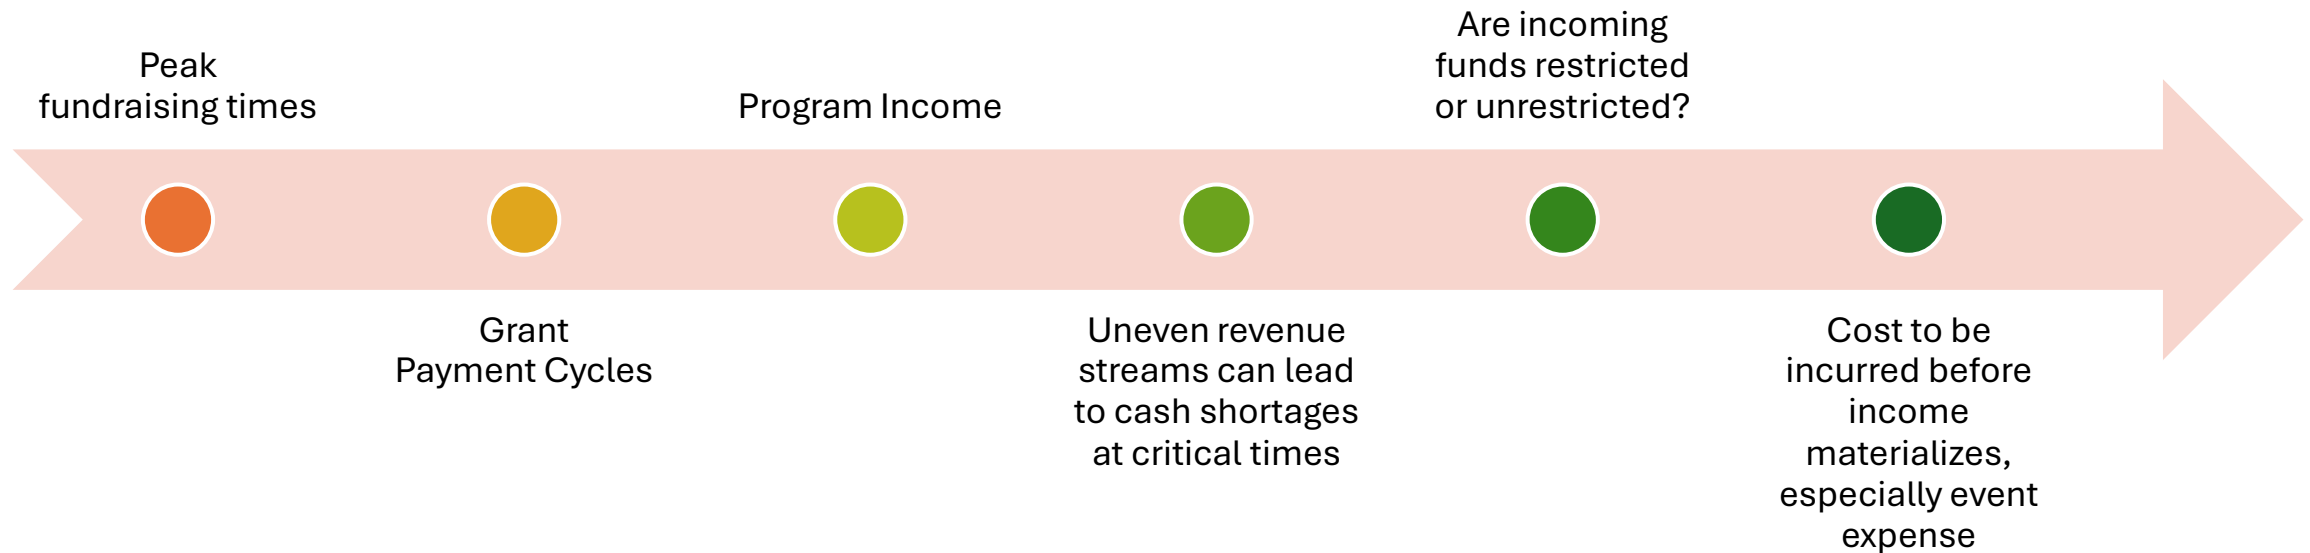 Peak
fundraising times
Grant
Payment Cycles
Program Income
Uneven revenue
streams can lead
to cash shortages
at critical times
Are incoming
funds restricted
or unrestricted?
Cost to be
incurred before
income
materializes,
especially event
expense